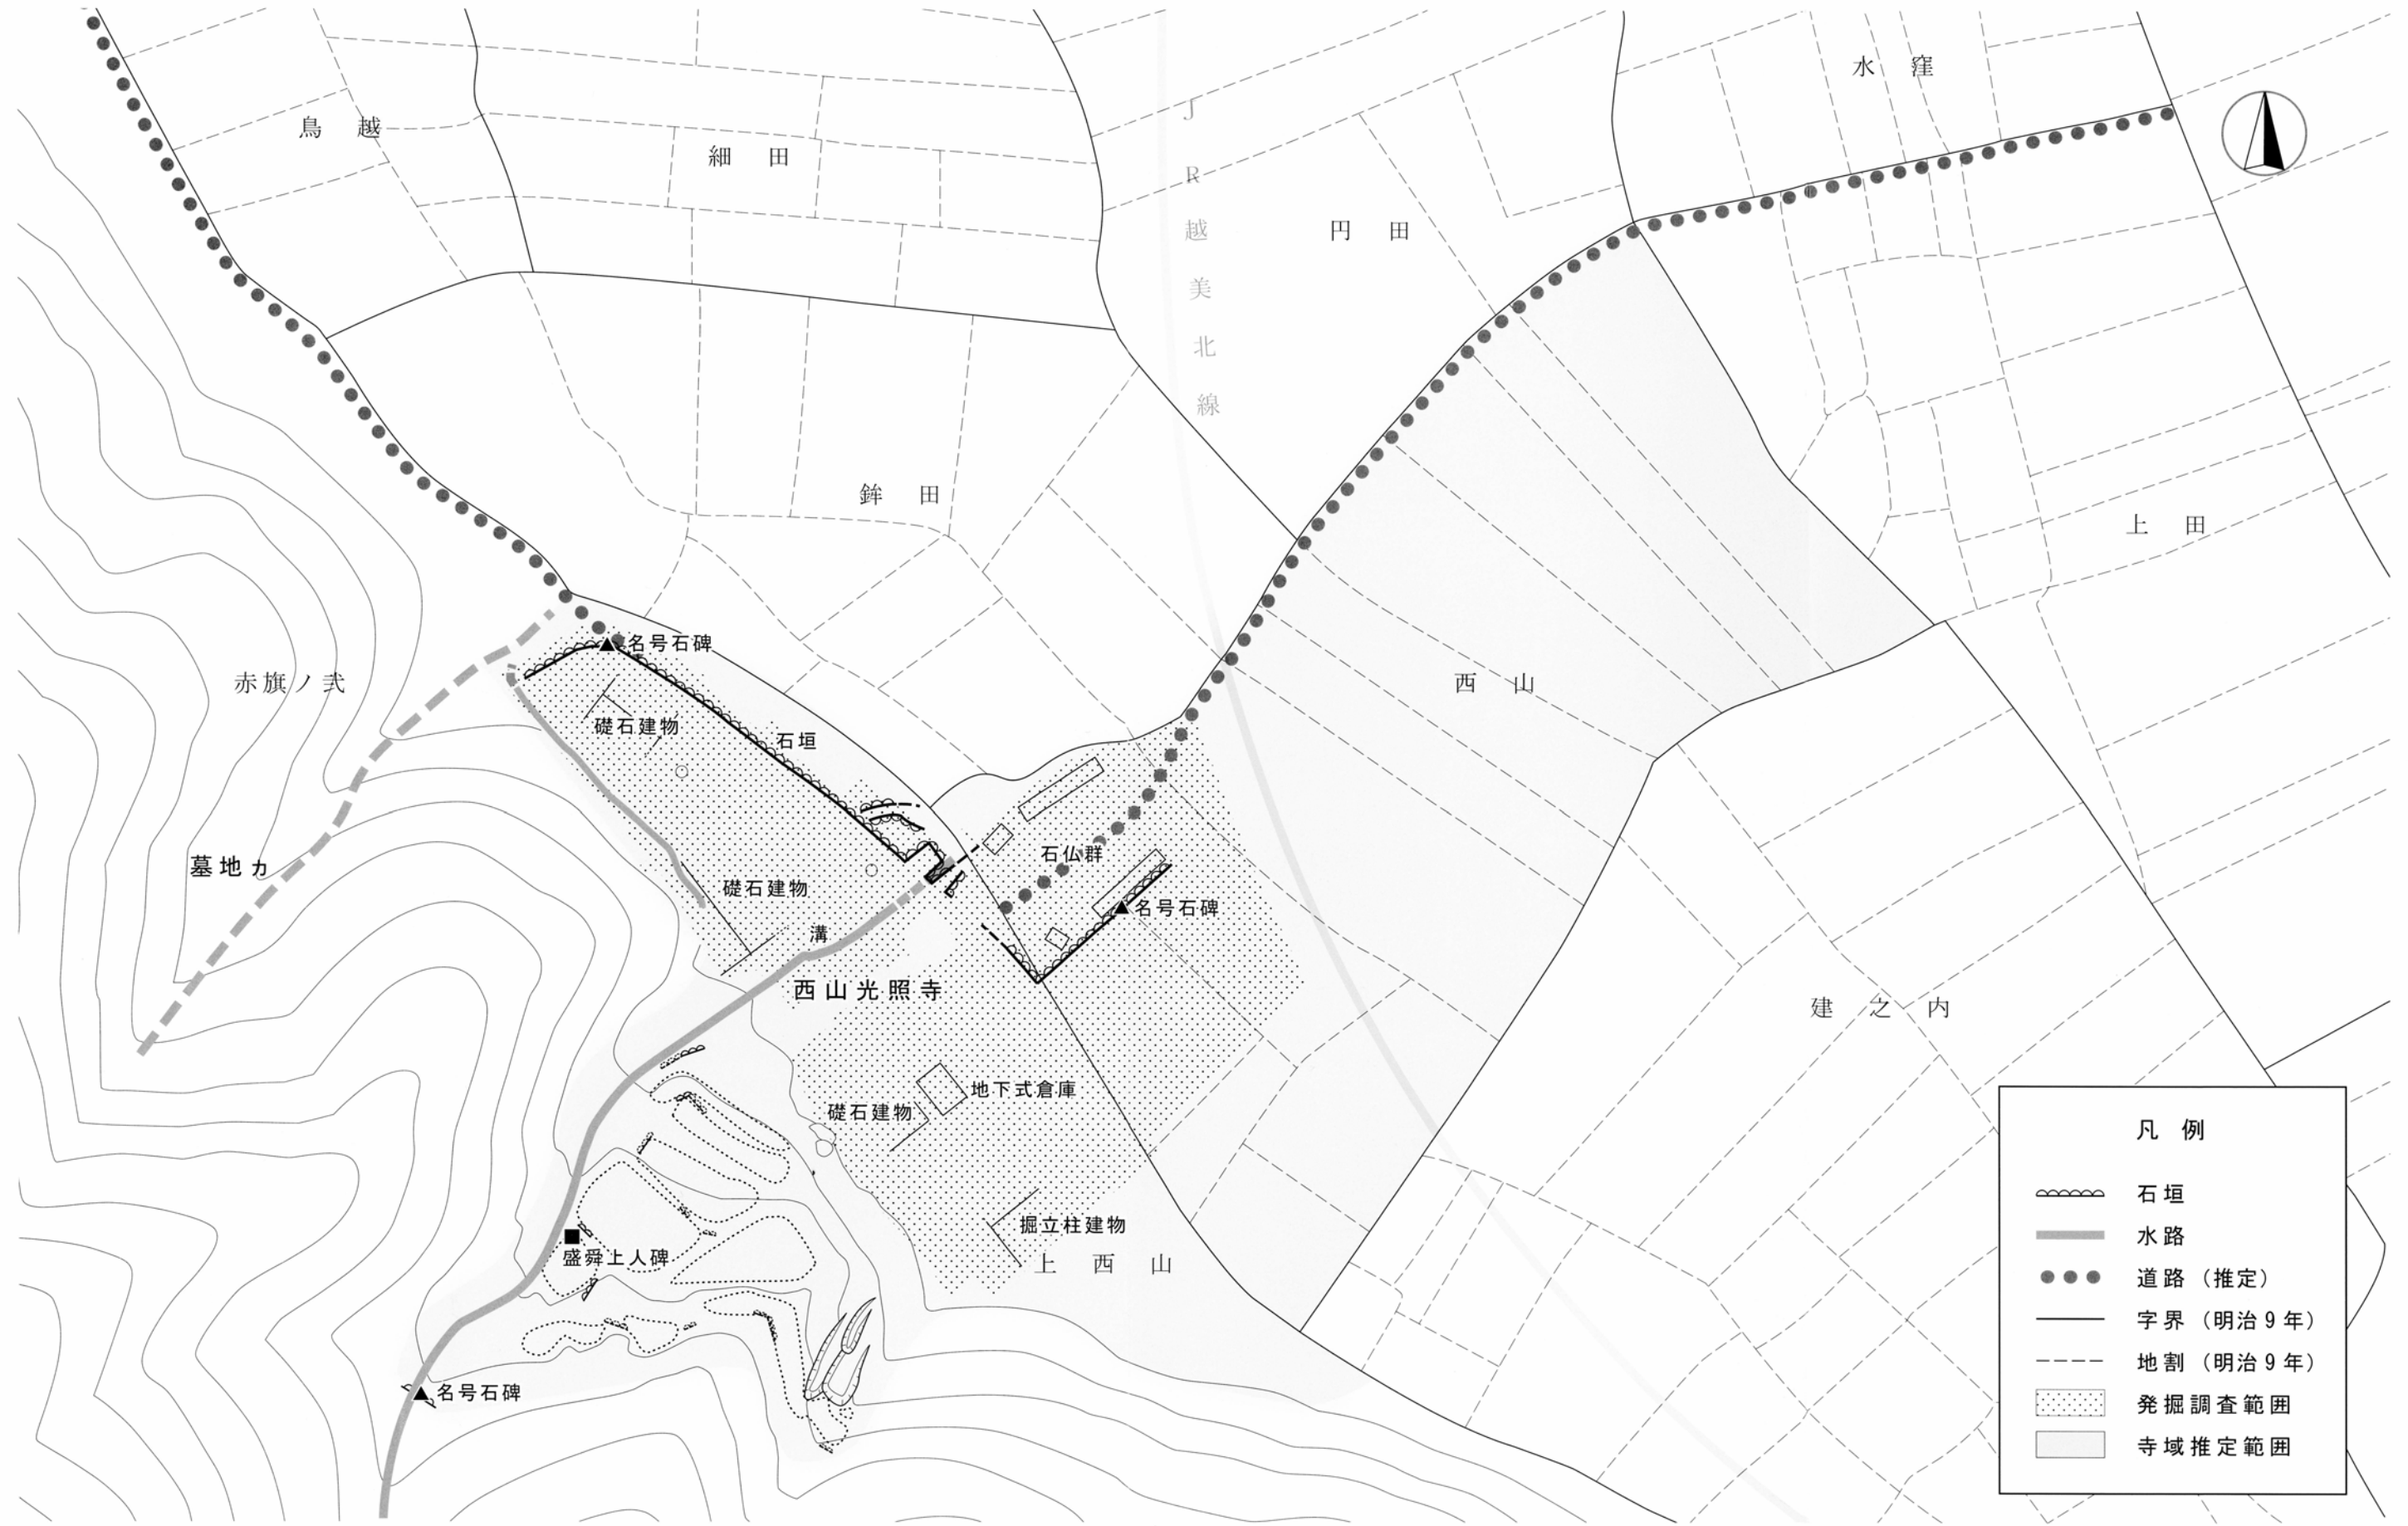 水窪
鳥越
細田
円田
JR越美北線
鉾田
上田
名号石碑
赤旗ノ弐
西山
礎石建物
石垣
石仏群
墓地カ
礎石建物
名号石碑
溝
西山光照寺
建之内
地下式倉庫
礎石建物
掘立柱建物
上西山
盛舜上人碑
名号石碑
凡例
石垣
水路
道路（推定）
字界（明治9年）
地割（明治9年）
発掘調査範囲
寺域推定範囲